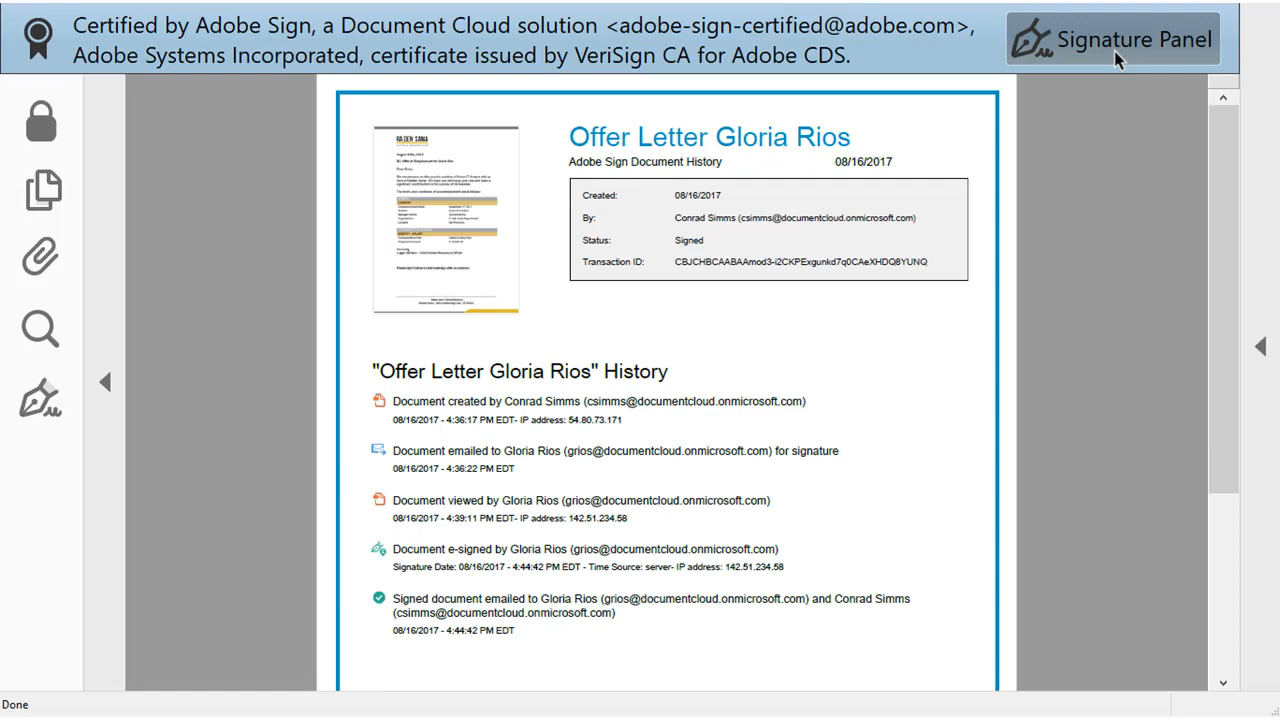 Certified by Adobe Sign, a Document Cloud solution <adobe-sign-certified@adobe.com>,
Adobe Systems Incorporated, certificate issued by VeriSign CA for Adobe CDS.
Signature Panel
Offer Letter Gloria Rios
Adobe Sign Document History 08/16/2017
Created: 08/16/2017
By: Conrad Simms (csimms@documentcloud.onmicrosoft.com)
Status: Signed
Transaction ID: CBJCHBCAABAAmod3-i2CKPExgunkd7q0CAeXHDQ8YUNQ
"Offer Letter Gloria Rios" History
Document created by Conrad Simms (csimms@documentcloud.onmicrosoft.com)
08/16/2017 - 4:36:17 PM EDT- IP address: 54.80.73.171
Document emailed to Gloria Rios (grios@documentcloud.onmicrosoft.com) for signature
08/16/2017 - 4:36:22 PM EDT
Document viewed by Gloria Rios (grios@documentcloud.onmicrosoft.com)
08/16/2017 - 4:39:11 PM EDT- IP address: 142.51.234.58
Document e-signed by Gloria Rios (grios@documentcloud.onmicrosoft.com)
Signature Date: 08/16/2017 - 4:44:42 PM EDT - Time Source: server- IP address: 142.51.234.58
Signed document emailed to Gloria Rios (grios@documentcloud.onmicrosoft.com) and Conrad Simms
(csimms@documentcloud.onmicrosoft.com)
08/16/2017 - 4:44:42 PM EDT
Done